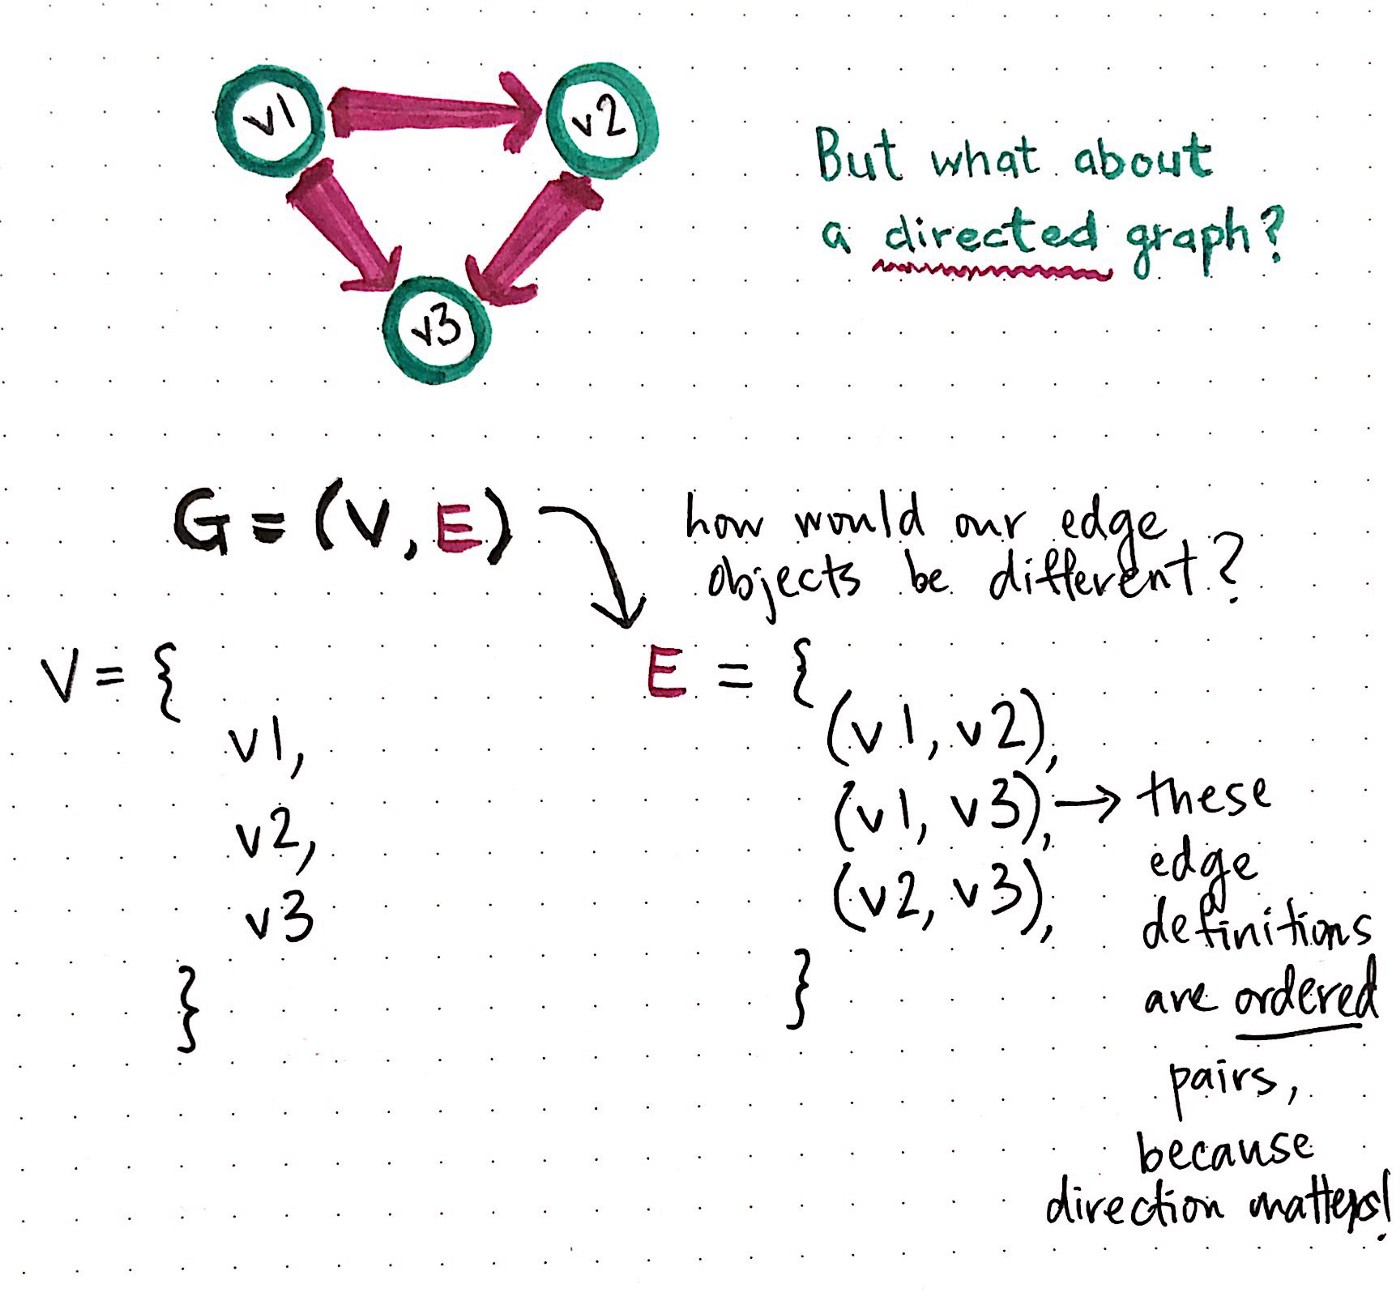 v1
v2
v3
But what about
a directed graph?
G = (V, E)
how would our edge
objects be different?
V = {
v1,
v2,
v3
}
E = {
(v1, v2),
(v1, v3), → these
(v2, v3),
}
edge
definitions
are ordered
pairs,
because
direction matters!